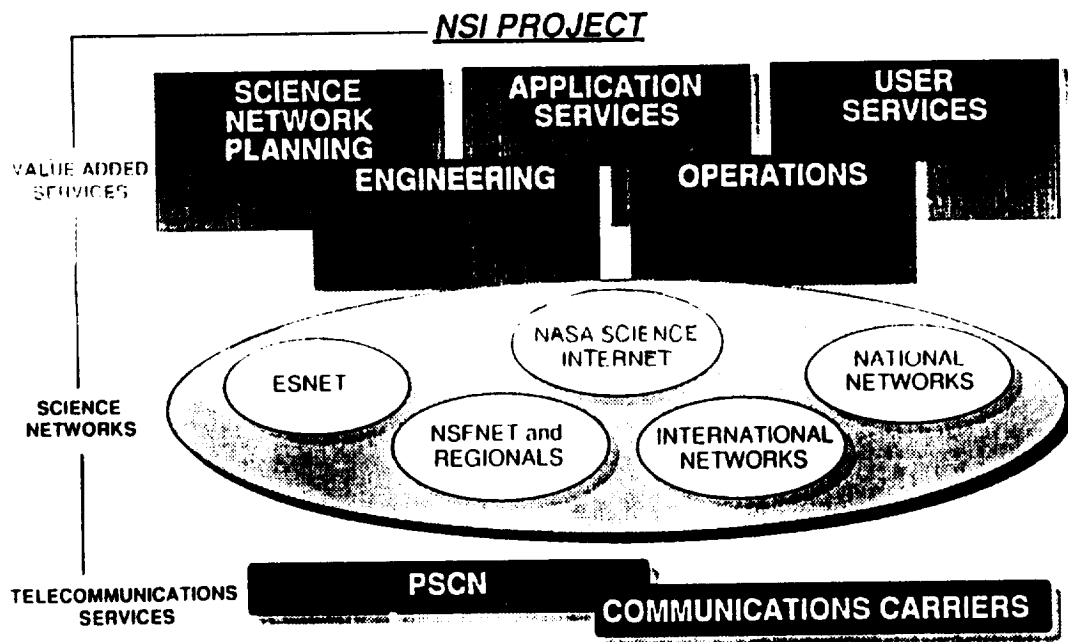 NSI PROJECT
SCIENCE
NETWORK
PLANNING
APPLICATION
SERVICES
USER
SERVICES
VALUE ADDED
SERVICES
ENGINEERING
OPERATIONS
NASA SCIENCE
INTERNET
ESNET
NATIONAL
NETWORKS
SCIENCE
NETWORKS
NSFNET and
REGIONALS
INTERNATIONAL
NETWORKS
TELECOMMUNICATIONS
SERVICES
PSCN
COMMUNICATIONS CARRIERS